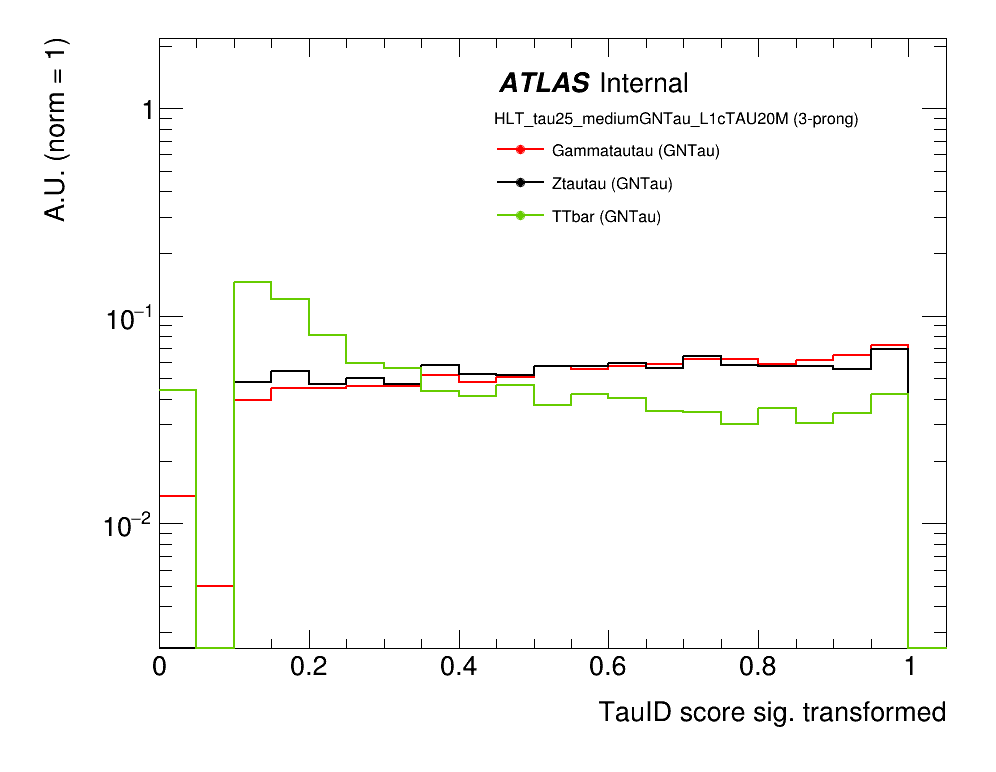 A.U. (norm = 1)
ATLAS Internal
HLT_tau25_mediumGNTau_L1cTAU20M (3-prong)
Gammatautau (GNTau)
Ztautau (GNTau)
TTbar (GNTau)
1
10⁻¹
10⁻²
0 0.2 0.4 0.6 0.8 1
TauID score sig. transformed